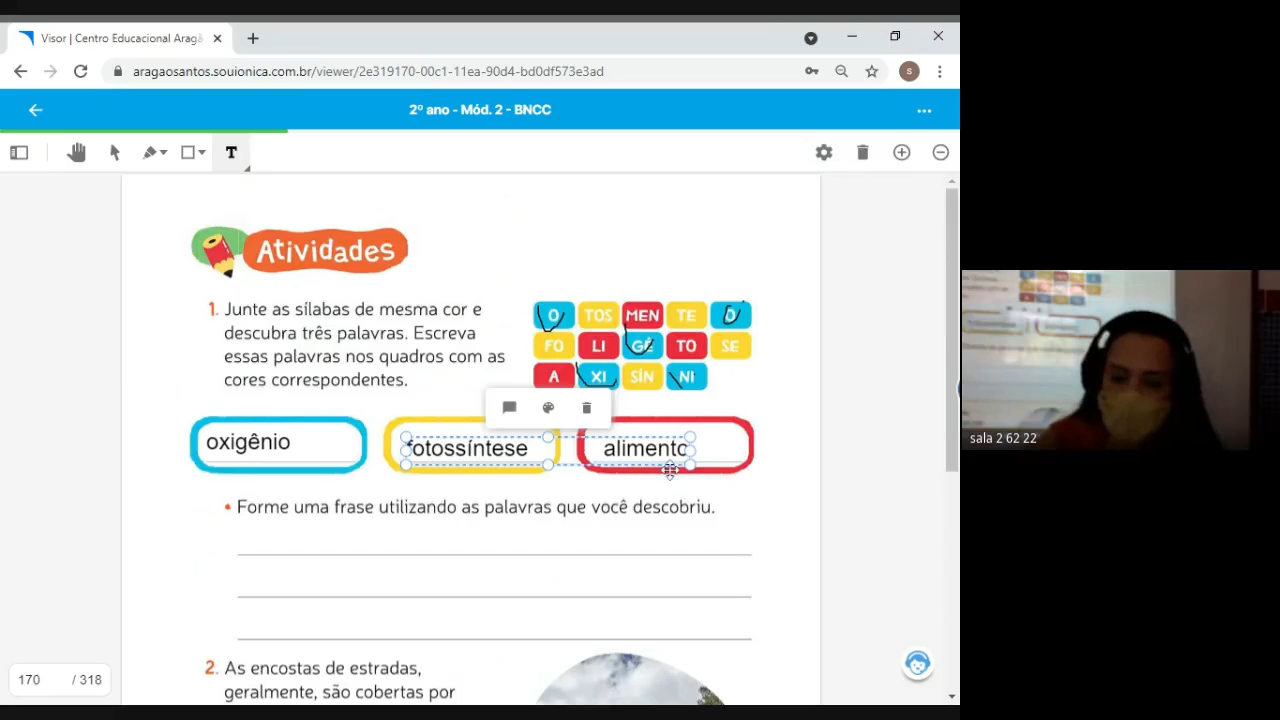 Visor | Centro Educacional Aragã
aragaosantos.souionica.com.br/viewer/2e319170-00c1-11ea-90d4-bd0df573e3ad
s
2º ano - Mód. 2 - BNCC
T
Atividades
1. Junte as sílabas de mesma cor e
descubra três palavras. Escreva
essas palavras nos quadros com as
cores correspondentes.
O TOS MEN TE O
FO LI GÊ TO SE
A XI SÍN NI
oxigênio fotossíntese alimento
• Forme uma frase utilizando as palavras que você descobriu.
2. As encostas de estradas,
geralmente, são cobertas por
170 / 318
sala 2 62 22